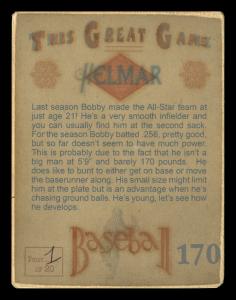 This Great Game
HELMAR
Last season Bobby made the All-Star team at
just age 21! He's a very smooth infielder and
you can usually find him at the second sack.
For the season Bobby batted .256, pretty good,
but so far doesn't seem to have much power.
This is probably due to the fact that he isn't a
big man at 5'9" and barely 170 pounds. He
does like to bunt to either get on base or move
the baserunner along. His small size might limit
him at the plate but is an advantage when he's
chasing ground balls. He's young, let's see how
he develops.
Baseball
170
Print 1
of 20